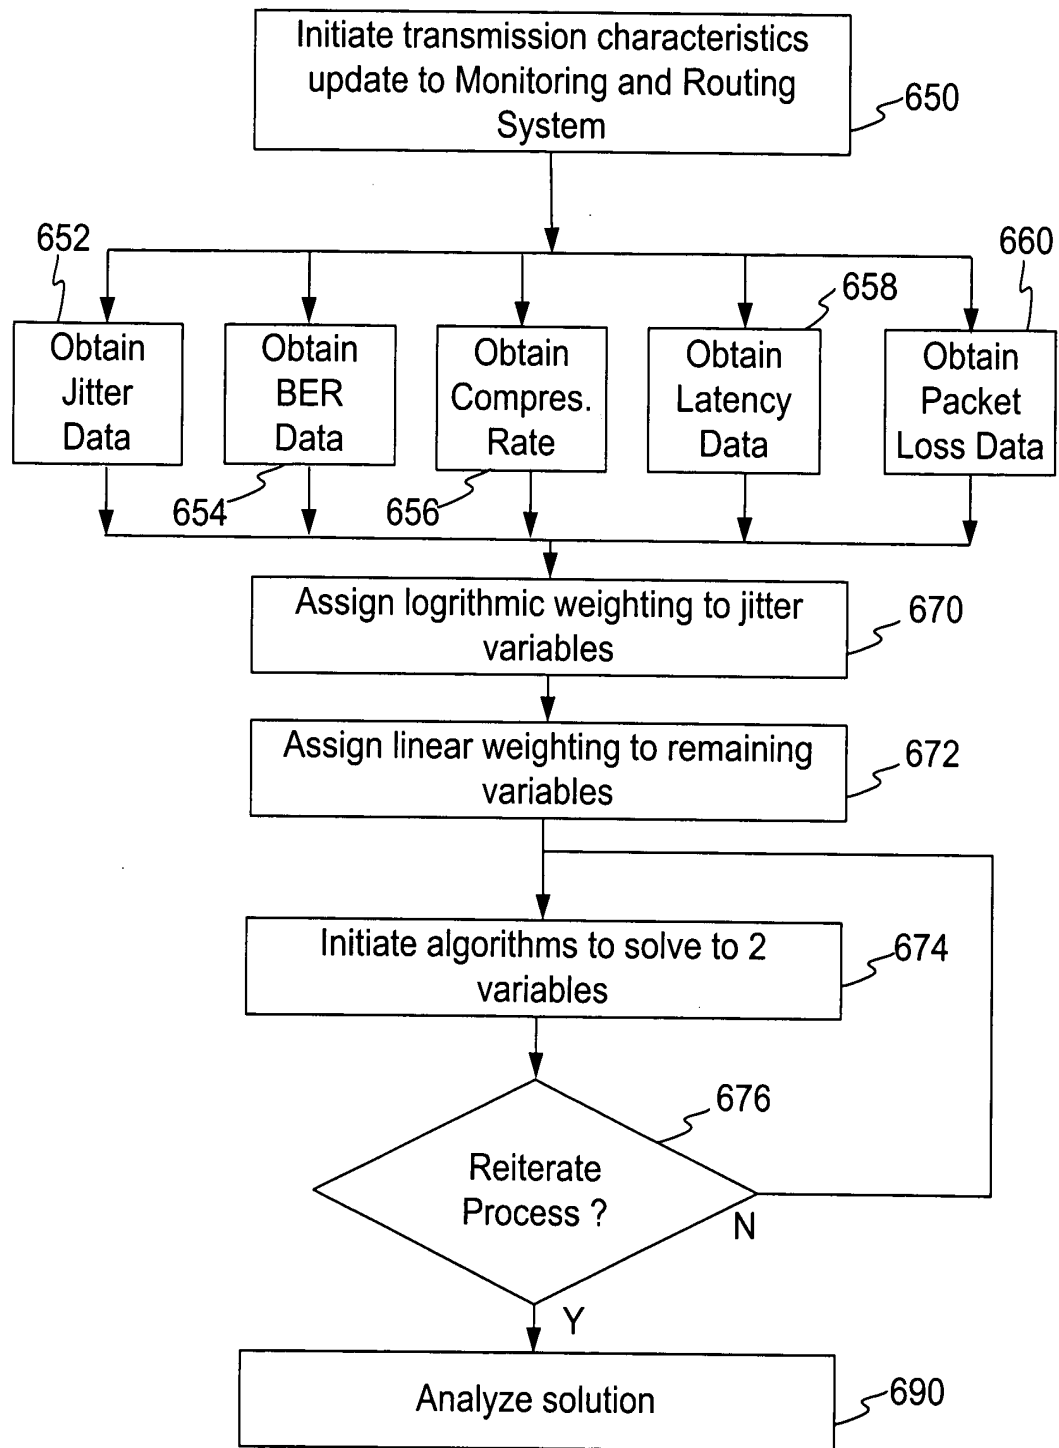 Initiate transmission characteristics
update to Monitoring and Routing
System
650
652
660
658
Obtain
Jitter
Data
Obtain
BER
Data
Obtain
Compres.
Rate
Obtain
Latency
Data
Obtain
Packet
Loss Data
654
656
Assign logrithmic weighting to jitter
variables
670
Assign linear weighting to remaining
variables
672
Initiate algorithms to solve to 2
variables
674
676
Reiterate
Process ?
N
Y
Analyze solution
690